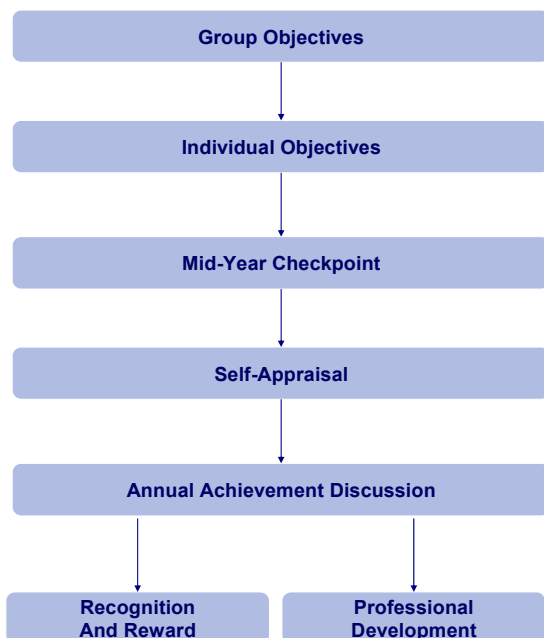 Group Objectives
Individual Objectives
Mid-Year Checkpoint
Self-Appraisal
Annual Achievement Discussion
Recognition
And Reward
Professional
Development